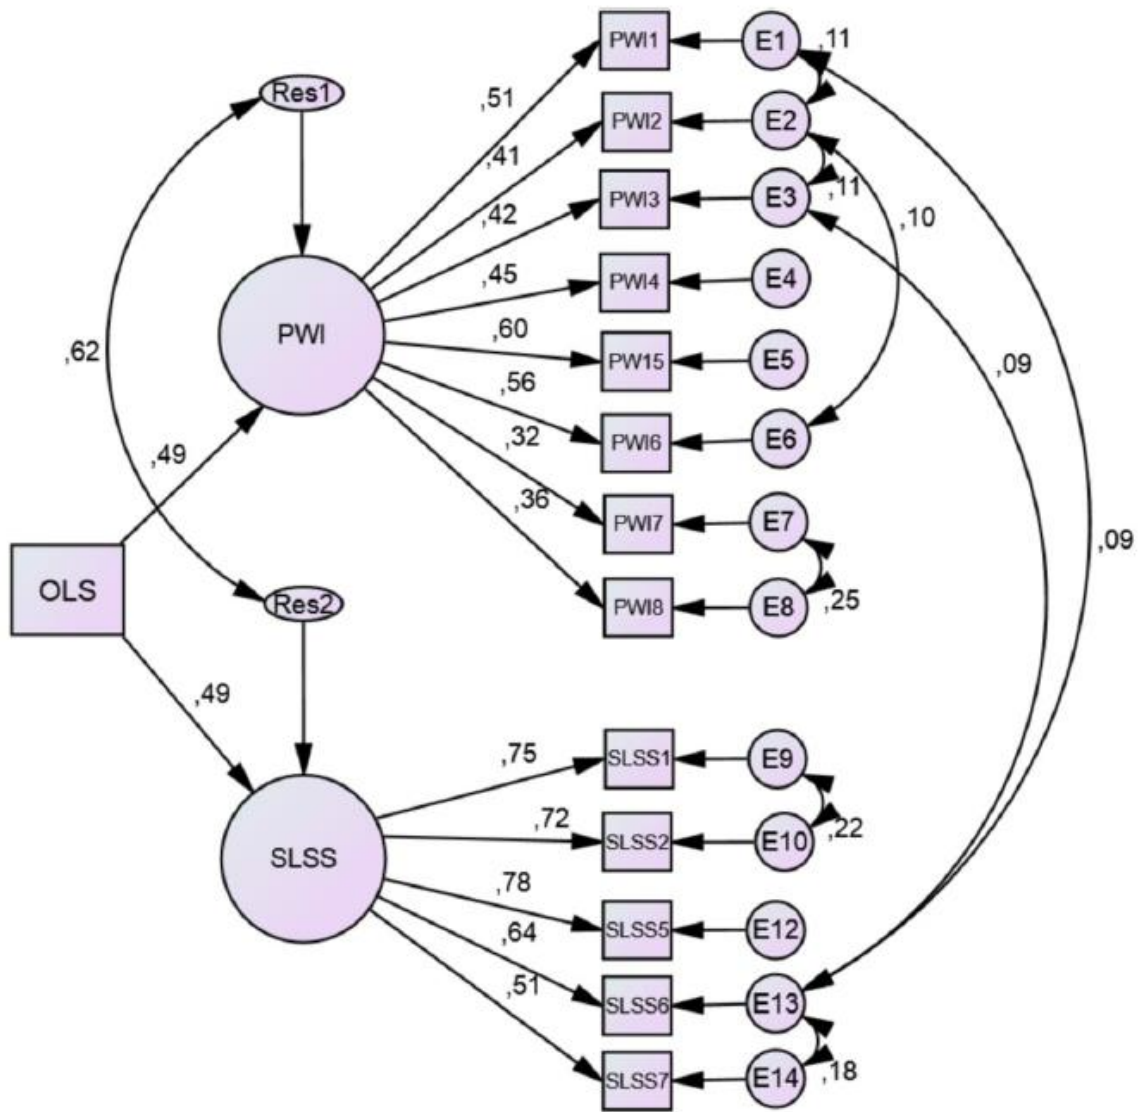 PWI1
E1
,11
Res1
,51
PWI2
E2
,41
PWI3
E3
,11
,42
,10
,45
PWI4
E4
PWI
,60
PW15
E5
,62
,09
,56
PWI6
E6
,49
,32
,36
PWI7
E7
,09
OLS
Res2
PWI8
E8
,25
,49
,75
SLSS1
E9
,72
SLSS2
E10
,22
SLSS
,78
SLSS5
E12
,64
,51
SLSS6
E13
SLSS7
E14
,18